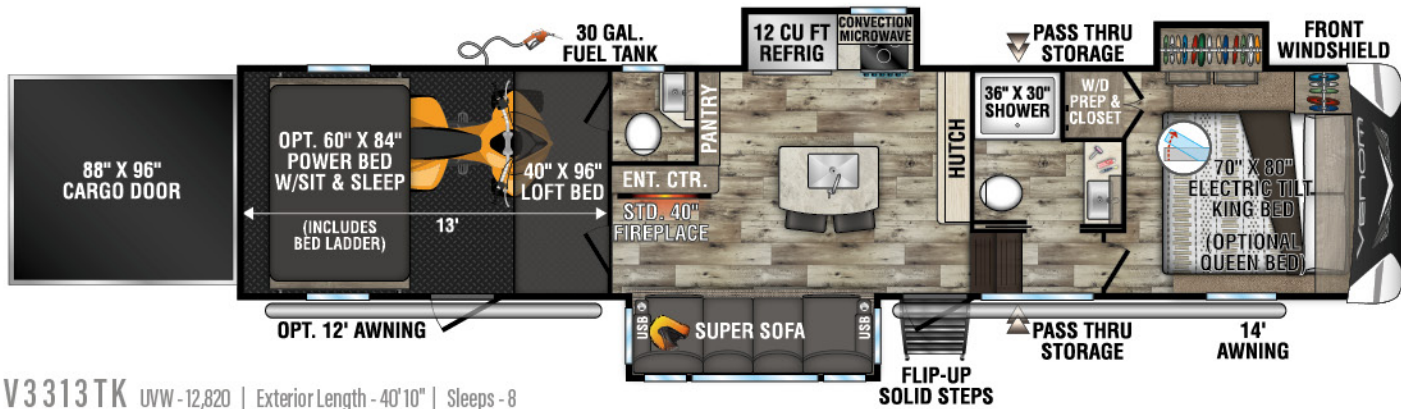 30 GAL.
FUEL TANK
12 CU FT
REFRIG
CONVECTION
MICROWAVE
PASS THRU
STORAGE
FRONT
WINDSHIELD
88" X 96"
CARGO DOOR
OPT. 60" X 84"
POWER BED
W/SIT & SLEEP
(INCLUDES
BED LADDER)
13'
40" X 96"
LOFT BED
PANTRY
ENT. CTR.
STD. 40"
FIREPLACE
HUTCH
36" X 30"
SHOWER
W/D
PREP &
CLOSET
70" X 80"
ELECTRIC TILT
KING BED
(OPTIONAL
QUEEN BED)
VENOM
OPT. 12' AWNING
USB
SUPER SOFA
USB
FLIP-UP
SOLID STEPS
PASS THRU
STORAGE
14'
AWNING
V3313TK UVW - 12,820 | Exterior Length - 40'10" | Sleeps - 8